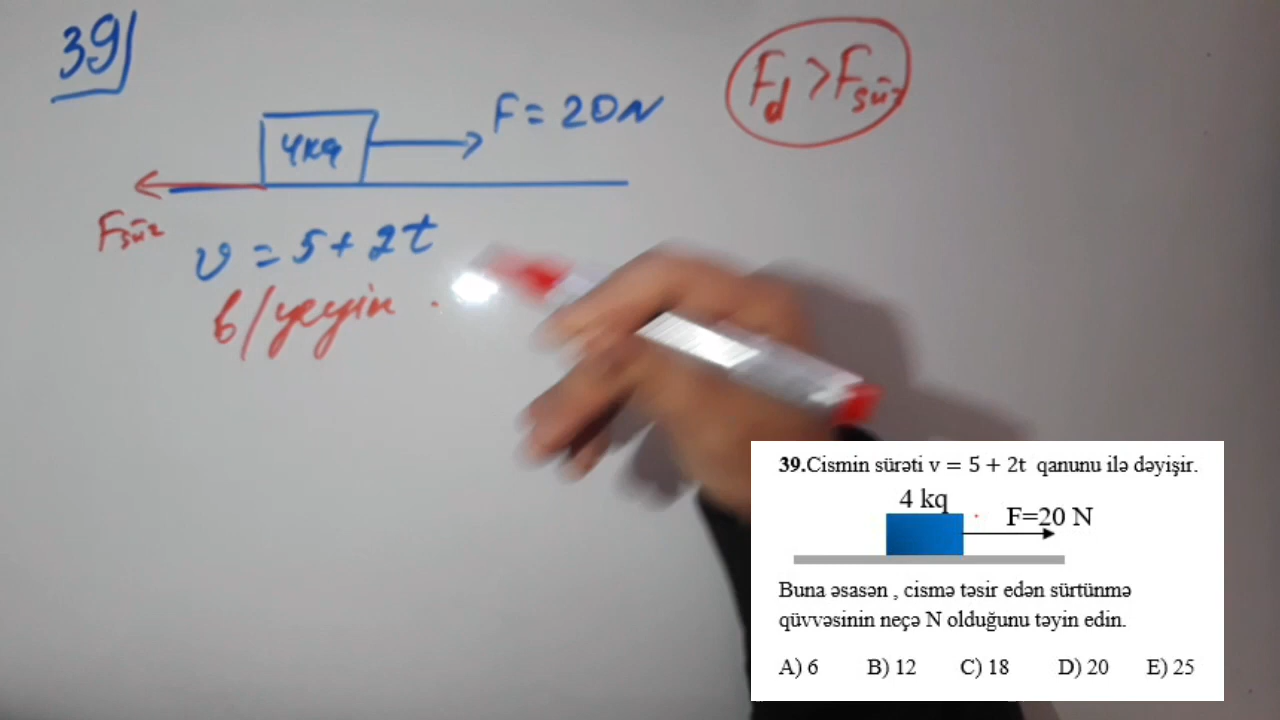 39
4kq
F = 20N
Fd > Fsür
Fsür
v = 5 + 2t
b/yeyin
39.Cismin sürəti v = 5 + 2t qanunu ilə dəyişir.
4 kq
F=20 N
Buna əsasən , cismə təsir edən sürtünmə
qüvvəsinin neçə N olduğunu təyin edin.
A) 6 B) 12 C) 18 D) 20 E) 25